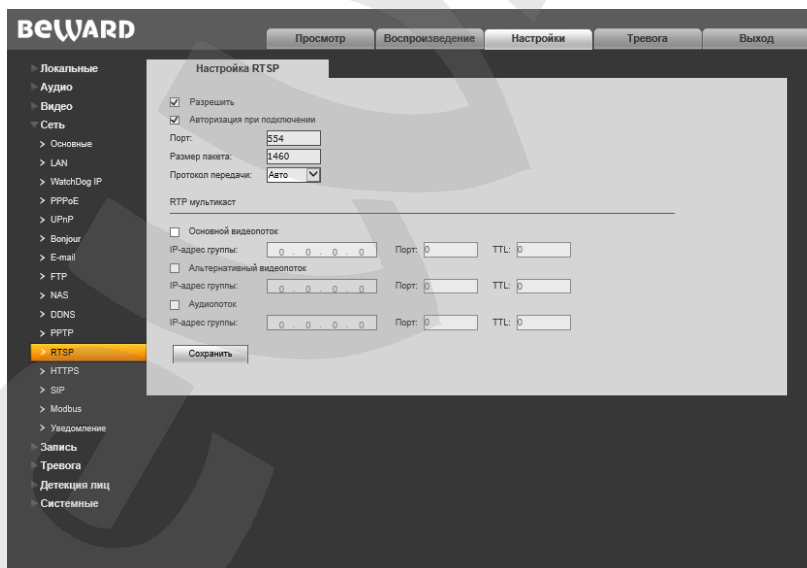 BEWARD
Просмотр Воспроизведение Настройки Тревога Выход
Локальные
Аудио
Видео
Сеть
Основные
LAN
WatchDog IP
PPPoE
UPnP
Bonjour
E-mail
FTP
NAS
DDNS
PPTP
RTSP
HTTPS
SIP
Modbus
Уведомление
Запись
Тревога
Детекция лиц
Системные
Настройка RTSP
Разрешить
Авторизация при подключении
Порт: 554
Размер пакета: 1460
Протокол передачи: Авто
RTP мультикаст
Основной видеопоток
IP-адрес группы: 0 . 0 . 0 . 0 Порт: 0 TTL: 0
Альтернативный видеопоток
IP-адрес группы: 0 . 0 . 0 . 0 Порт: 0 TTL: 0
Аудиопоток
IP-адрес группы: 0 . 0 . 0 . 0 Порт: 0 TTL: 0
Сохранить